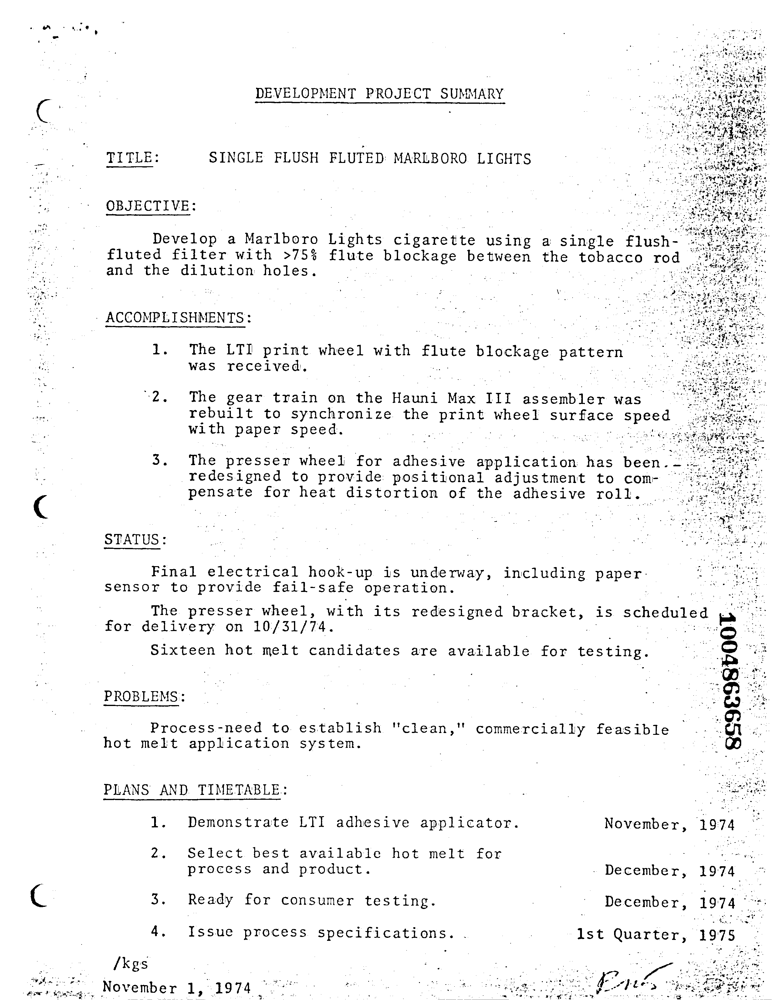 DEVELOPMENT PROJECT SUMMARY
TITLE: SINGLE FLUSH FLUTED MARLBORO LIGHTS
OBJECTIVE:
Develop a Marlboro Lights cigarette using a single flush-
fluted filter with >75% flute blockage between the tobacco rod
and the dilution holes.
ACCOMPLISHMENTS:
1. The LTI print wheel with flute blockage pattern
was received.
2. The gear train on the Hauni Max III assembler was
rebuilt to synchronize the print wheel surface speed
with paper speed.
3. The presser wheel for adhesive application has been
redesigned to provide positional adjustment to com-
pensate for heat distortion of the adhesive roll.
STATUS:
Final electrical hook-up is underway, including paper
sensor to provide fail-safe operation.
The presser wheel, with its redesigned bracket, is scheduled
for delivery on 10/31/74.
Sixteen hot melt candidates are available for testing.
1004863658
PROBLEMS:
Process-need to establish "clean," commercially feasible
hot melt application system.
PLANS AND TIMETABLE:
1. Demonstrate LTI adhesive applicator. November, 1974
2. Select best available hot melt for
process and product. December, 1974
3. Ready for consumer testing. December, 1974
4. Issue process specifications. 1st Quarter, 1975
/kgs
November 1, 1974